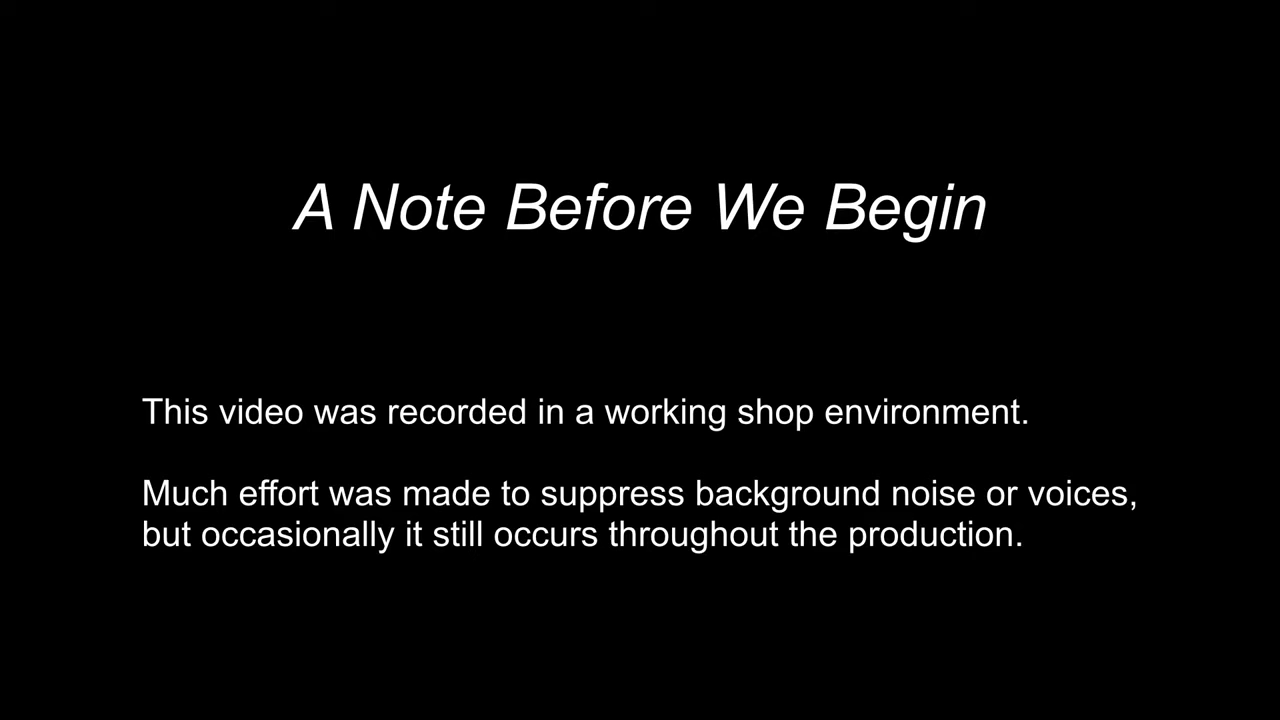 A Note Before We Begin
This video was recorded in a working shop environment.
Much effort was made to suppress background noise or voices,
but occasionally it still occurs throughout the production.